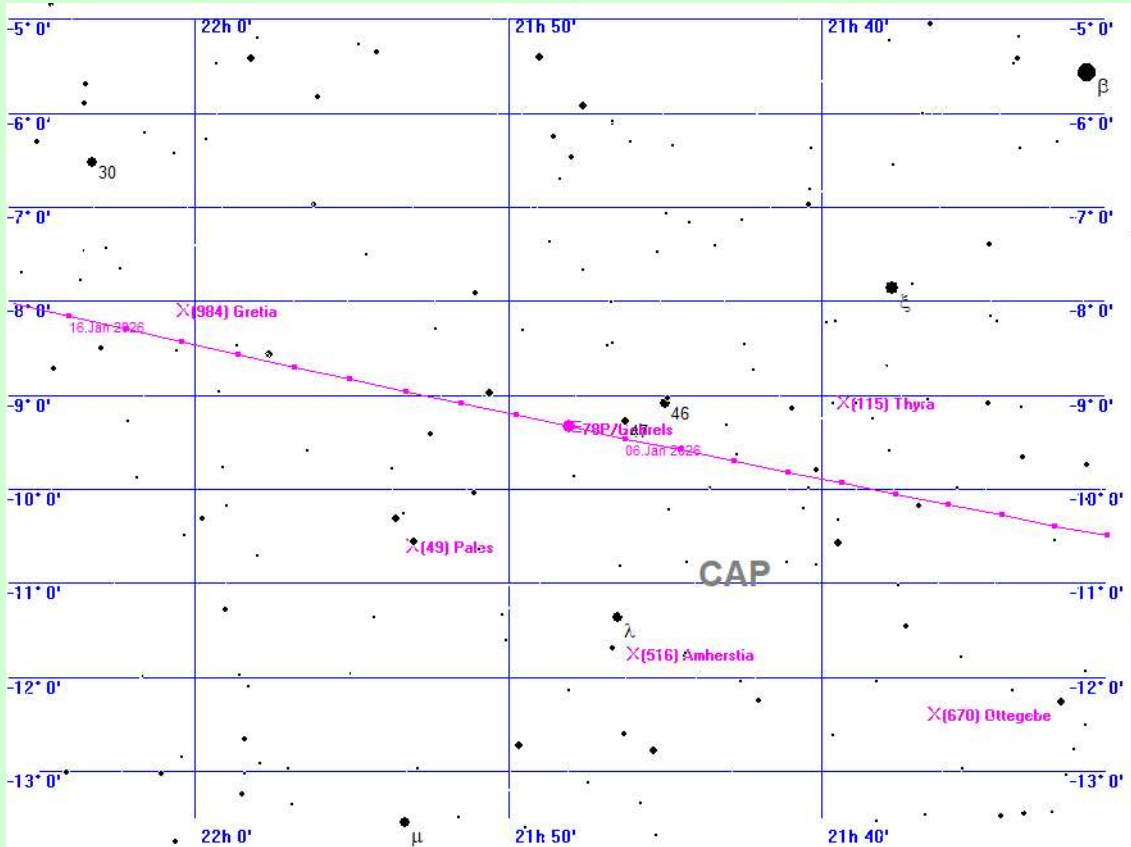 -5° 0' 22h 0' 21h 50' 21h 40' -5° 0'
β
-6° 0' -6° 0'
30
-7° 0' -7° 0'
-8° 0' ξ -8° 0'
(984) Gretia
16.Jan 2026
-9° 0' -9° 0'
(115) Thyra
46
47
78P/Gehrels
06.Jan 2026
-10° 0' -10° 0'
(49) Pales
CAP
-11° 0' -11° 0'
λ
(516) Amherstia
-12° 0' -12° 0'
(670) Ottegebe
-13° 0' -13° 0'
22h 0' μ 21h 50' 21h 40'